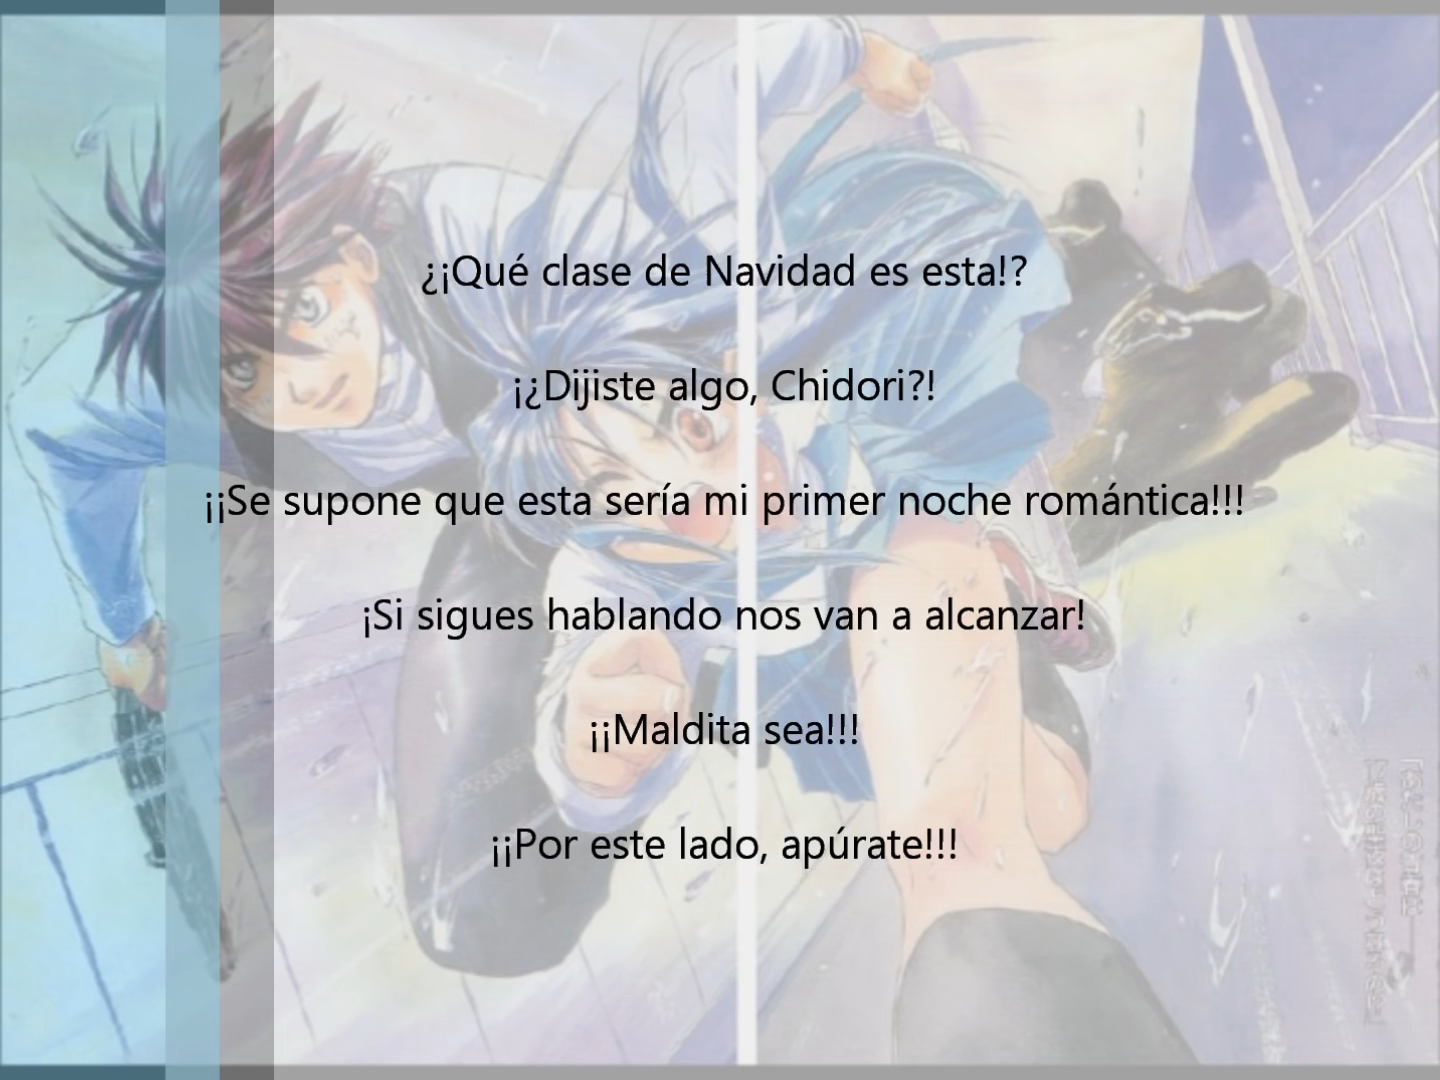 ¿¡Qué clase de Navidad es esta!?
¡¿Dijiste algo, Chidori?!
¡¡Se supone que esta sería mi primer noche romántica!!!
¡Si sigues hablando nos van a alcanzar!
¡¡Maldita sea!!!
¡¡Por este lado, apúrate!!!